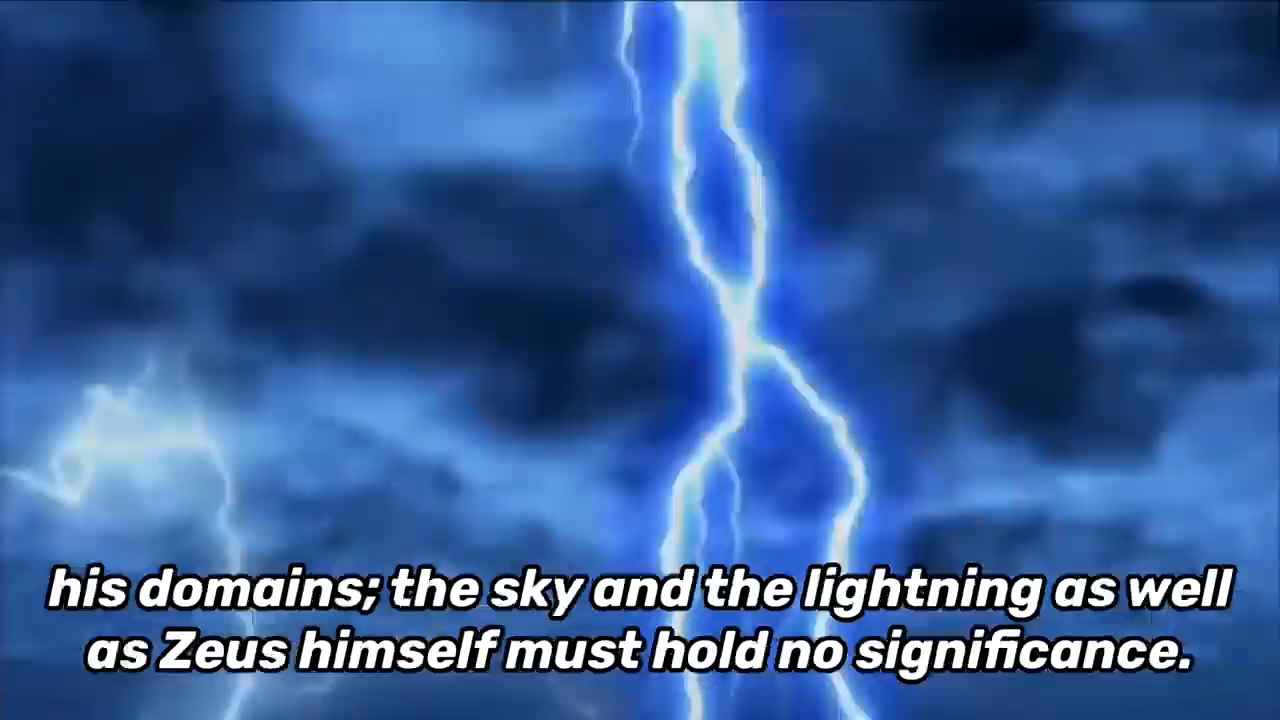 his domains; the sky and the lightning as well
as Zeus himself must hold no significance.